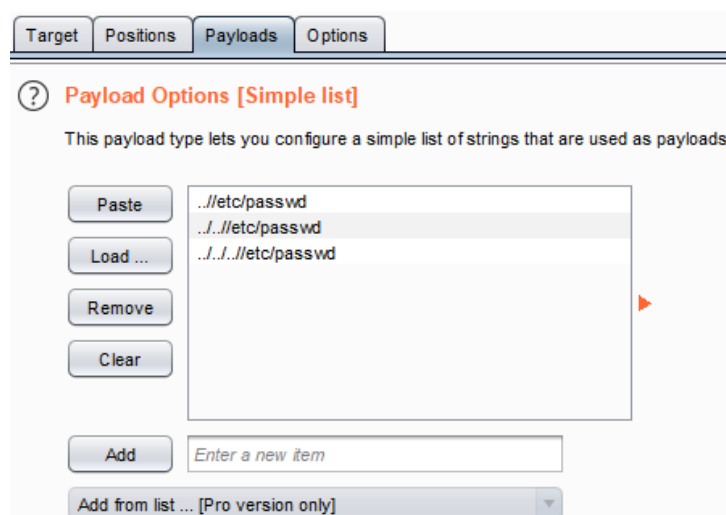 Target Positions Payloads Options
? Payload Options [Simple list]
This payload type lets you configure a simple list of strings that are used as payloads
Paste
..//etc/passwd
../..//etc/passwd
Load ...
../../..//etc/passwd
Remove
Clear
Add
Enter a new item
Add from list ... [Pro version only]